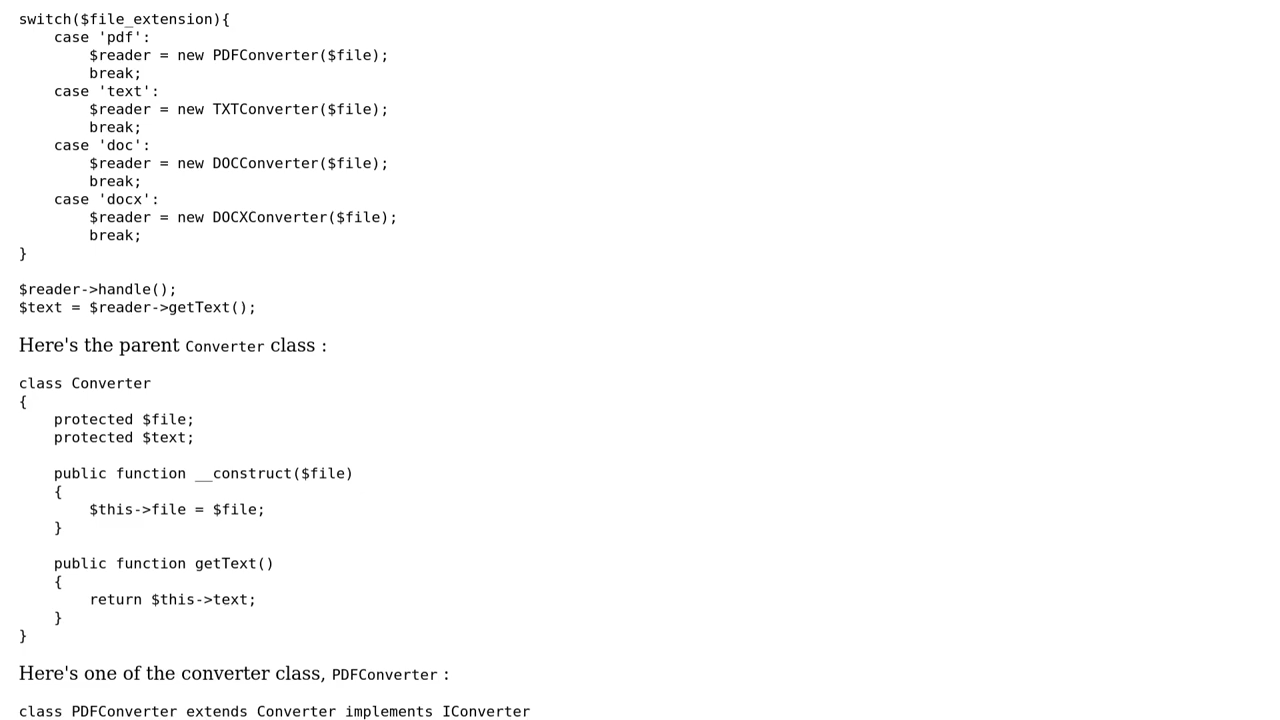 switch($file_extension){
    case 'pdf':
        $reader = new PDFConverter($file);
        break;
    case 'text':
        $reader = new TXTConverter($file);
        break;
    case 'doc':
        $reader = new DOCConverter($file);
        break;
    case 'docx':
        $reader = new DOCXConverter($file);
        break;
}

$reader->handle();
$text = $reader->getText();

Here's the parent Converter class :

class Converter
{
    protected $file;
    protected $text;

    public function __construct($file)
    {
        $this->file = $file;
    }

    public function getText()
    {
        return $this->text;
    }
}

Here's one of the converter class, PDFConverter :

class PDFConverter extends Converter implements IConverter